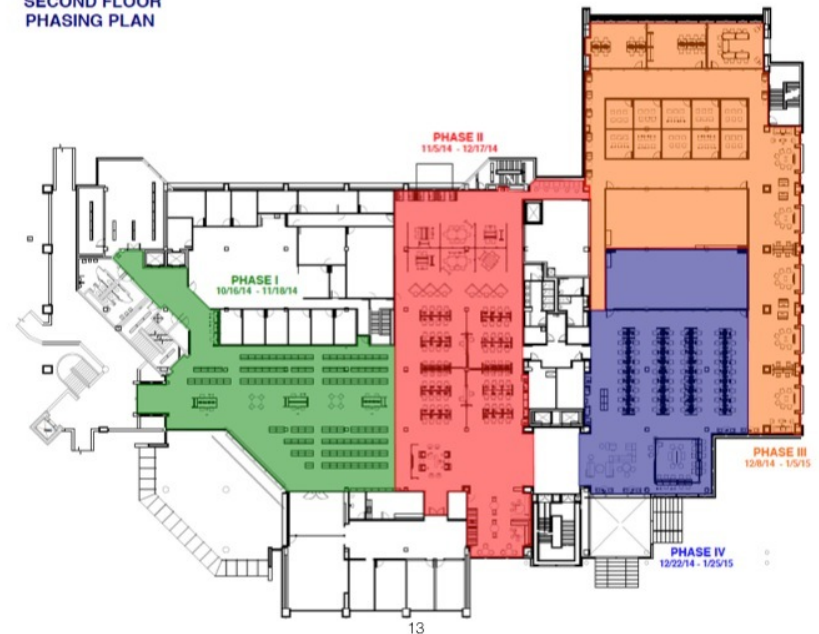 SECOND FLOOR
PHASING PLAN
PHASE II
11/5/14 - 12/17/14
PHASE I
10/16/14 - 11/18/14
PHASE III
12/8/14 - 1/5/15
PHASE IV
12/22/14 - 1/25/15
13